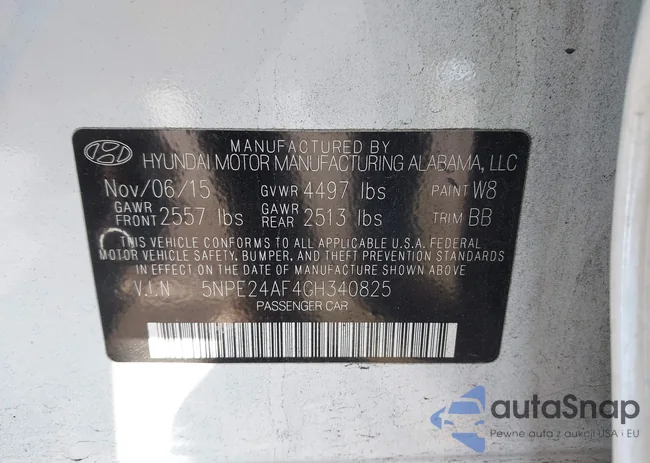 MANUFACTURED BY
HYUNDAI MOTOR MANUFACTURING ALABAMA, LLC
Nov/06/15 GVWR 4497 lbs PAINT W8
GAWR FRONT 2557 lbs GAWR REAR 2513 lbs TRIM BB
THIS VEHICLE CONFORMS TO ALL APPLICABLE U.S.A. FEDERAL
MOTOR VEHICLE SAFETY, BUMPER, AND THEFT PREVENTION STANDARDS
IN EFFECT ON THE DATE OF MANUFACTURE SHOWN ABOVE
V.I.N 5NPE24AF4GH340825
PASSENGER CAR
autaSnap
Pewne auta z aukcji USA i EU